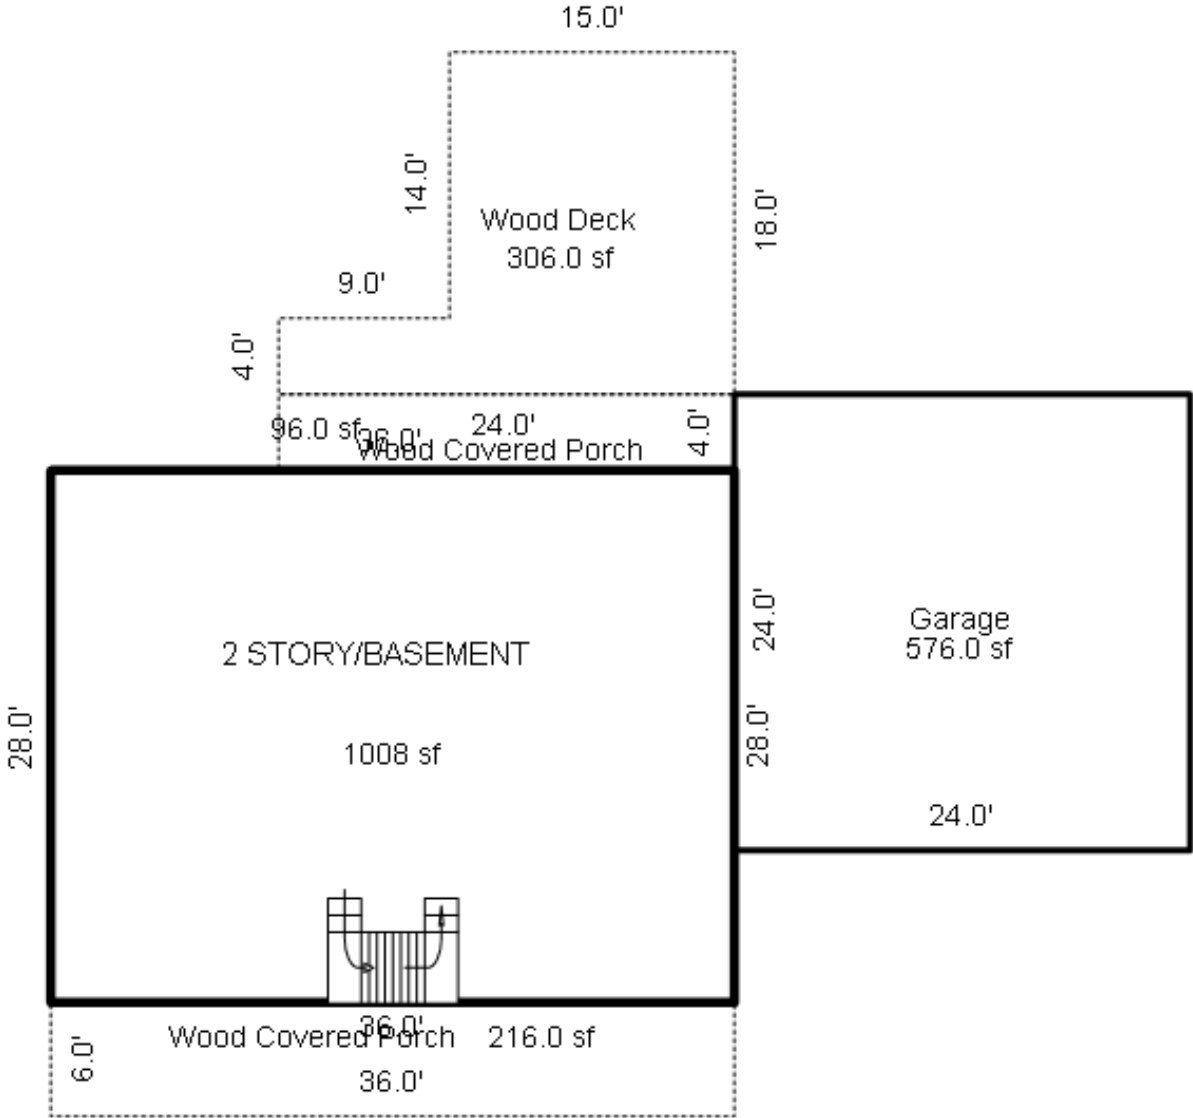 15.0'
14.0'
Wood Deck
306.0 sf
18.0'
9.0'
4.0'
96.0 sf
36.0'
24.0'
4.0'
Wood Covered Porch
2 STORY/BASEMENT
1008 sf
28.0'
24.0'
28.0'
Garage
576.0 sf
24.0'
36.0'
Wood Covered Porch 216.0 sf
6.0'
36.0'